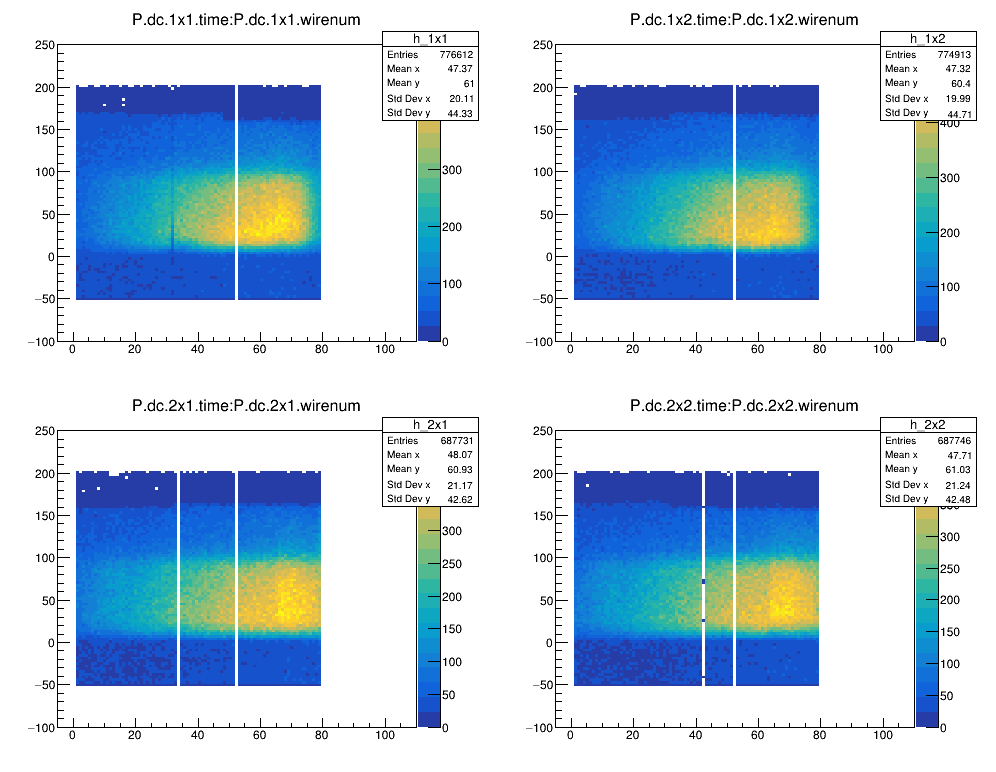 P.dc.1x1.time:P.dc.1x1.wirenum
h_1x1
Entries 776612
Mean x 47.37
Mean y 61
Std Dev x 20.11
Std Dev y 44.33
250
200
150
100
50
0
−50
−100
0 20 40 60 80 100
300
200
100
0
P.dc.1x2.time:P.dc.1x2.wirenum
h_1x2
Entries 774913
Mean x 47.32
Mean y 60.4
Std Dev x 19.99
Std Dev y 44.71
250
200
150
100
50
0
−50
−100
0 20 40 60 80 100
400
300
200
100
0
P.dc.2x1.time:P.dc.2x1.wirenum
h_2x1
Entries 687731
Mean x 48.07
Mean y 60.93
Std Dev x 21.17
Std Dev y 42.62
250
200
150
100
50
0
−50
−100
0 20 40 60 80 100
300
250
200
150
100
50
0
P.dc.2x2.time:P.dc.2x2.wirenum
h_2x2
Entries 687746
Mean x 47.71
Mean y 61.03
Std Dev x 21.24
Std Dev y 42.48
250
200
150
100
50
0
−50
−100
0 20 40 60 80 100
350
300
250
200
150
100
50
0